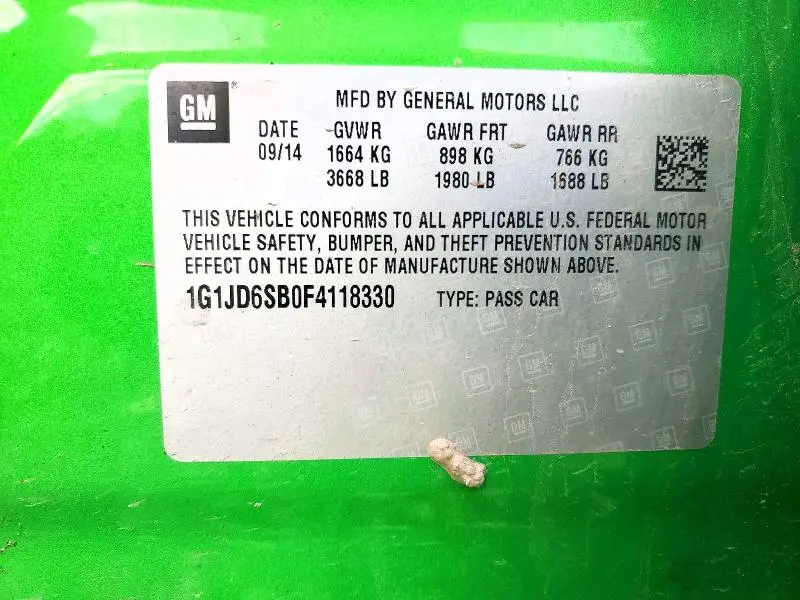 GM ® MFD BY GENERAL MOTORS LLC
DATE GVWR GAWR FRT GAWR RR
09/14 1664 KG 898 KG 766 KG
3668 LB 1980 LB 1688 LB
THIS VEHICLE CONFORMS TO ALL APPLICABLE U.S. FEDERAL MOTOR
VEHICLE SAFETY, BUMPER, AND THEFT PREVENTION STANDARDS IN
EFFECT ON THE DATE OF MANUFACTURE SHOWN ABOVE.
1G1JD6SB0F4118330 TYPE: PASS CAR